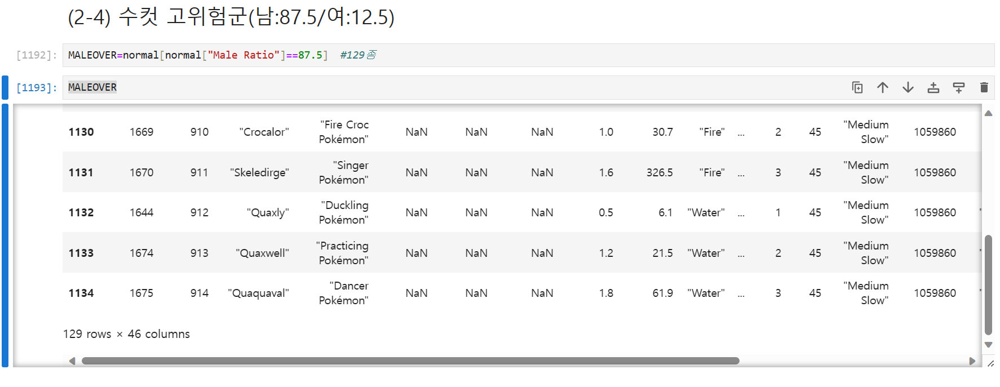 (2-4) 수컷 고위험군(남:87.5/여:12.5)
[1192]: MALEOVER=normal[normal["Male Ratio"]==87.5] #129종
[1193]: MALEOVER
1130 1669 910 "Crocalor" "Fire Croc Pokémon" NaN NaN NaN 1.0 30.7 "Fire" ... 2 45 "Medium Slow" 1059860
1131 1670 911 "Skeledirge" "Singer Pokémon" NaN NaN NaN 1.6 326.5 "Fire" ... 3 45 "Medium Slow" 1059860
1132 1644 912 "Quaxly" "Duckling Pokémon" NaN NaN NaN 0.5 6.1 "Water" ... 1 45 "Medium Slow" 1059860 "
1133 1674 913 "Quaxwell" "Practicing Pokémon" NaN NaN NaN 1.2 21.5 "Water" ... 2 45 "Medium Slow" 1059860
1134 1675 914 "Quaquaval" "Dancer Pokémon" NaN NaN NaN 1.8 61.9 "Water" ... 3 45 "Medium Slow" 1059860 "
129 rows × 46 columns